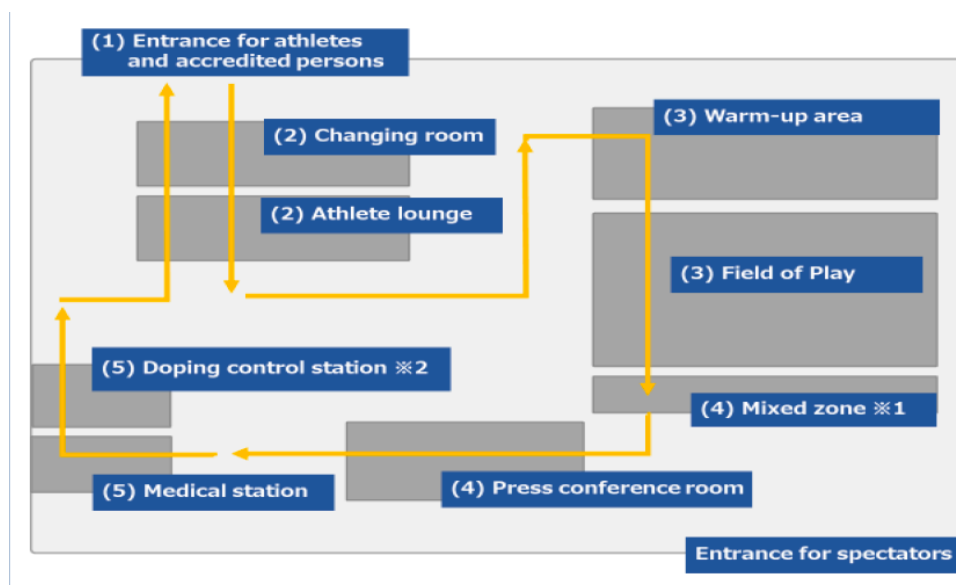 (1) Entrance for athletes
and accredited persons
(2) Changing room
(3) Warm-up area
(2) Athlete lounge
(3) Field of Play
(5) Doping control station ※2
(4) Mixed zone ※1
(5) Medical station
(4) Press conference room
Entrance for spectators